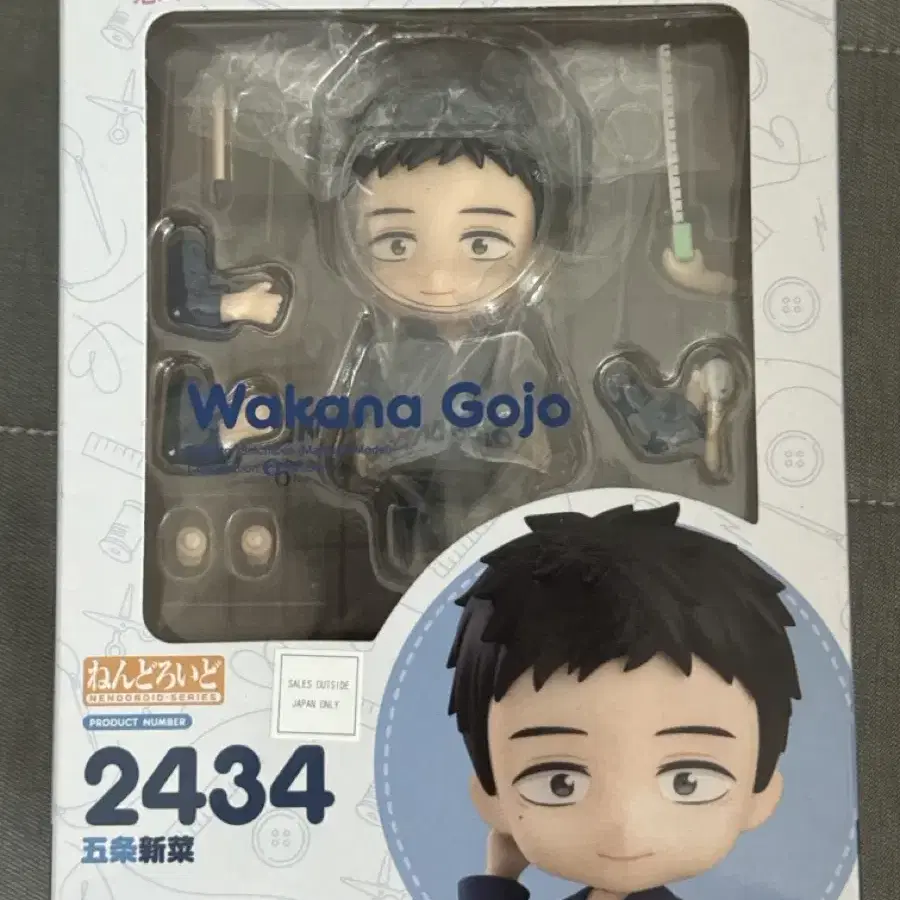 Wakana Gojo
ねんどろいど
NENDOROID-SERIES
SALES OUTSIDE
JAPAN ONLY
PRODUCT NUMBER
2434
五条新菜